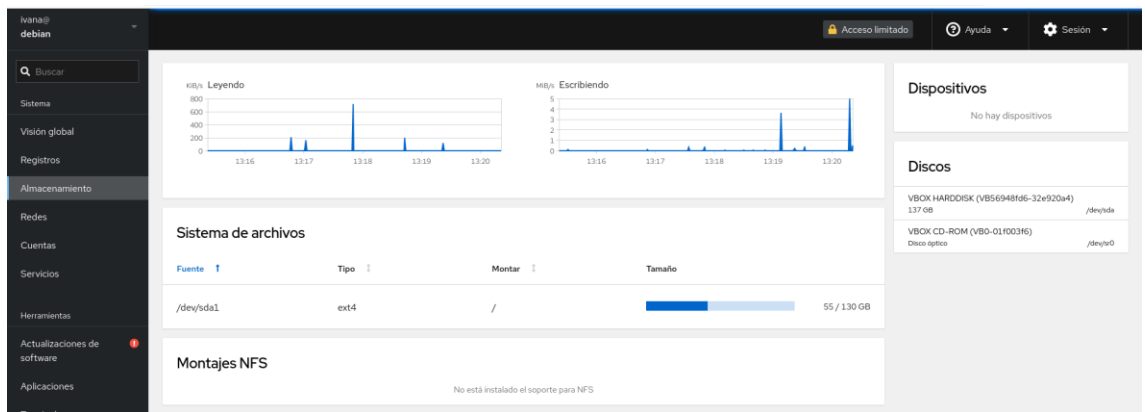 ivana@
debian
Acceso limitado
Ayuda
Sesión
Buscar
Sistema
Visión global
Registros
Almacenamiento
Redes
Cuentas
Servicios
Herramientas
Actualizaciones de
software
Aplicaciones
KiB/s Leyendo
800
600
400
200
0
13:16 13:17 13:18 13:19 13:20
MiB/s Escribiendo
5
4
3
2
1
0
13:16 13:17 13:18 13:19 13:20
Sistema de archivos
Fuente Tipo Montar Tamaño
/dev/sda1 ext4 / 55 / 130 GB
Montajes NFS
No está instalado el soporte para NFS
Dispositivos
No hay dispositivos
Discos
VBOX HARDDISK (VB56948fd6-32e920a4)
137 GB /dev/sda
VBOX CD-ROM (VB0-01f003f6)
Disco óptico /dev/sr0